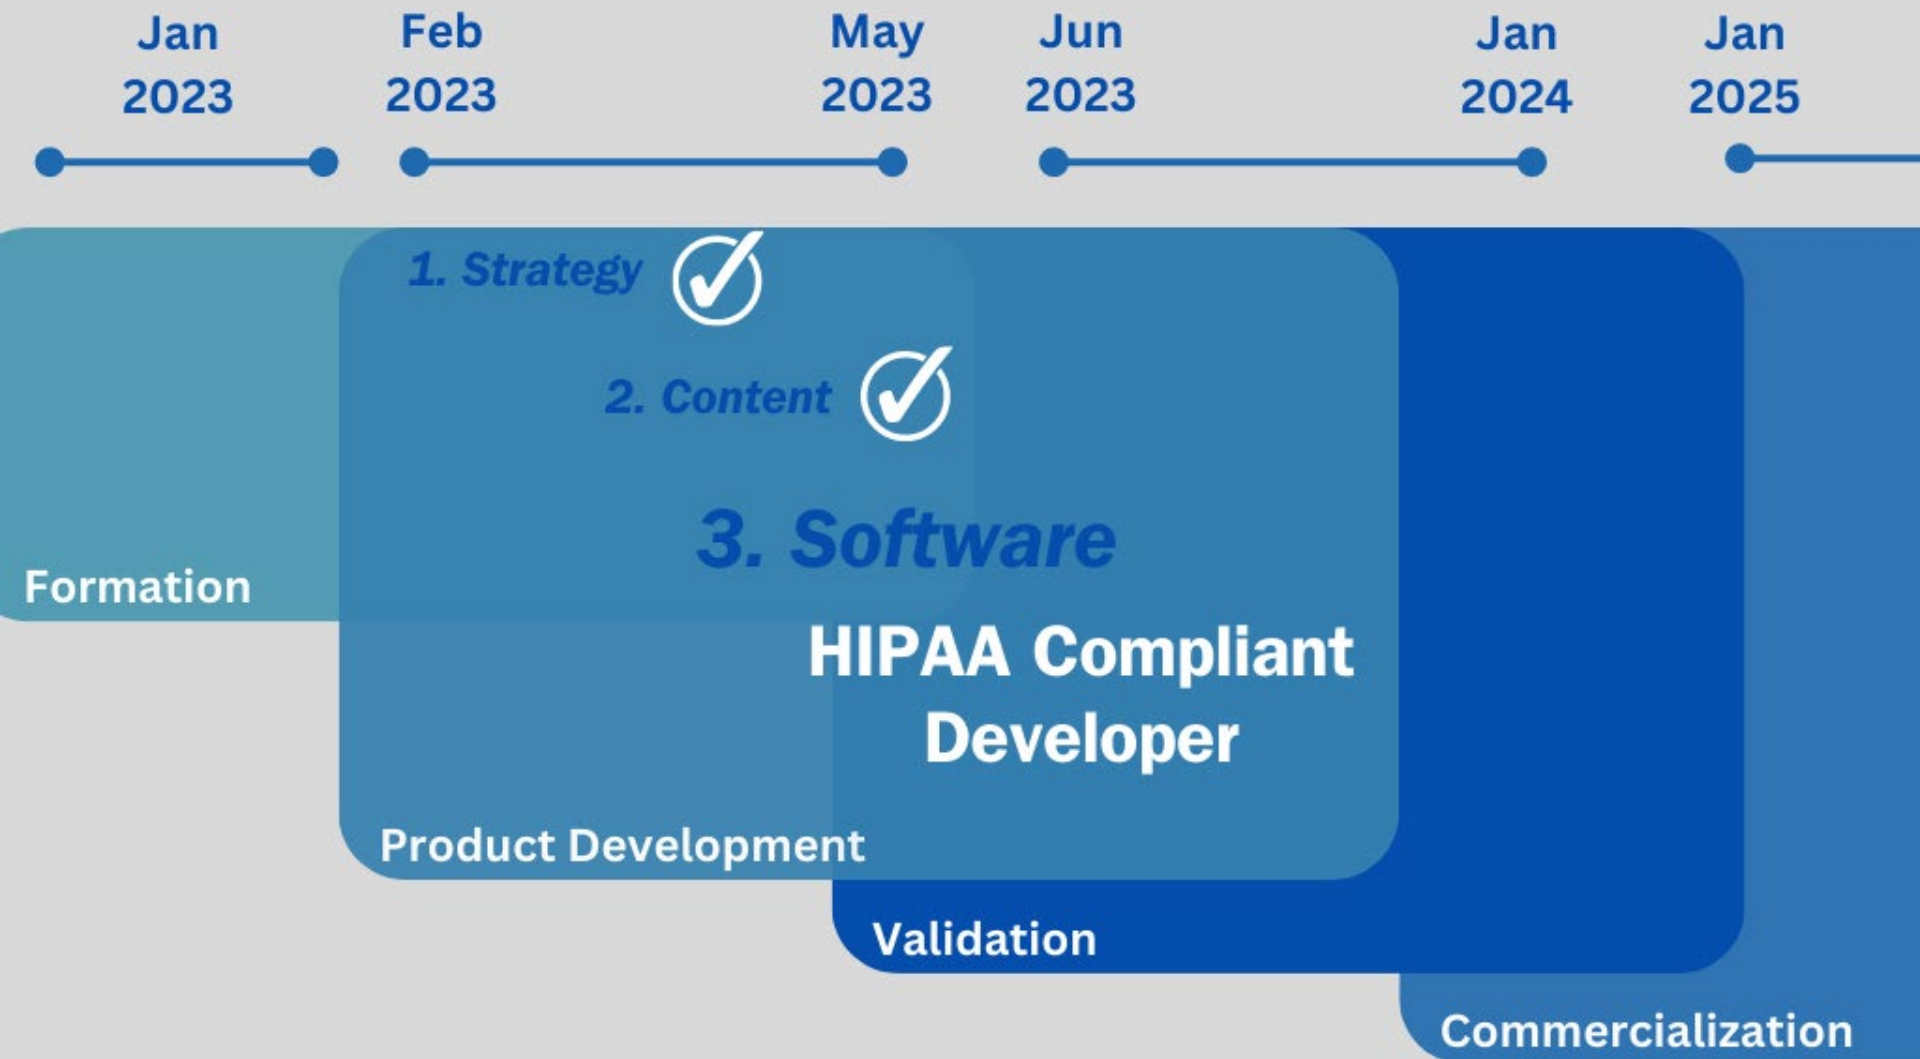 Jan
2023
Feb
2023
May
2023
Jun
2023
Jan
2024
Jan
2025
1. Strategy
2. Content
3. Software
HIPAA Compliant
Developer
Formation
Product Development
Validation
Commercialization